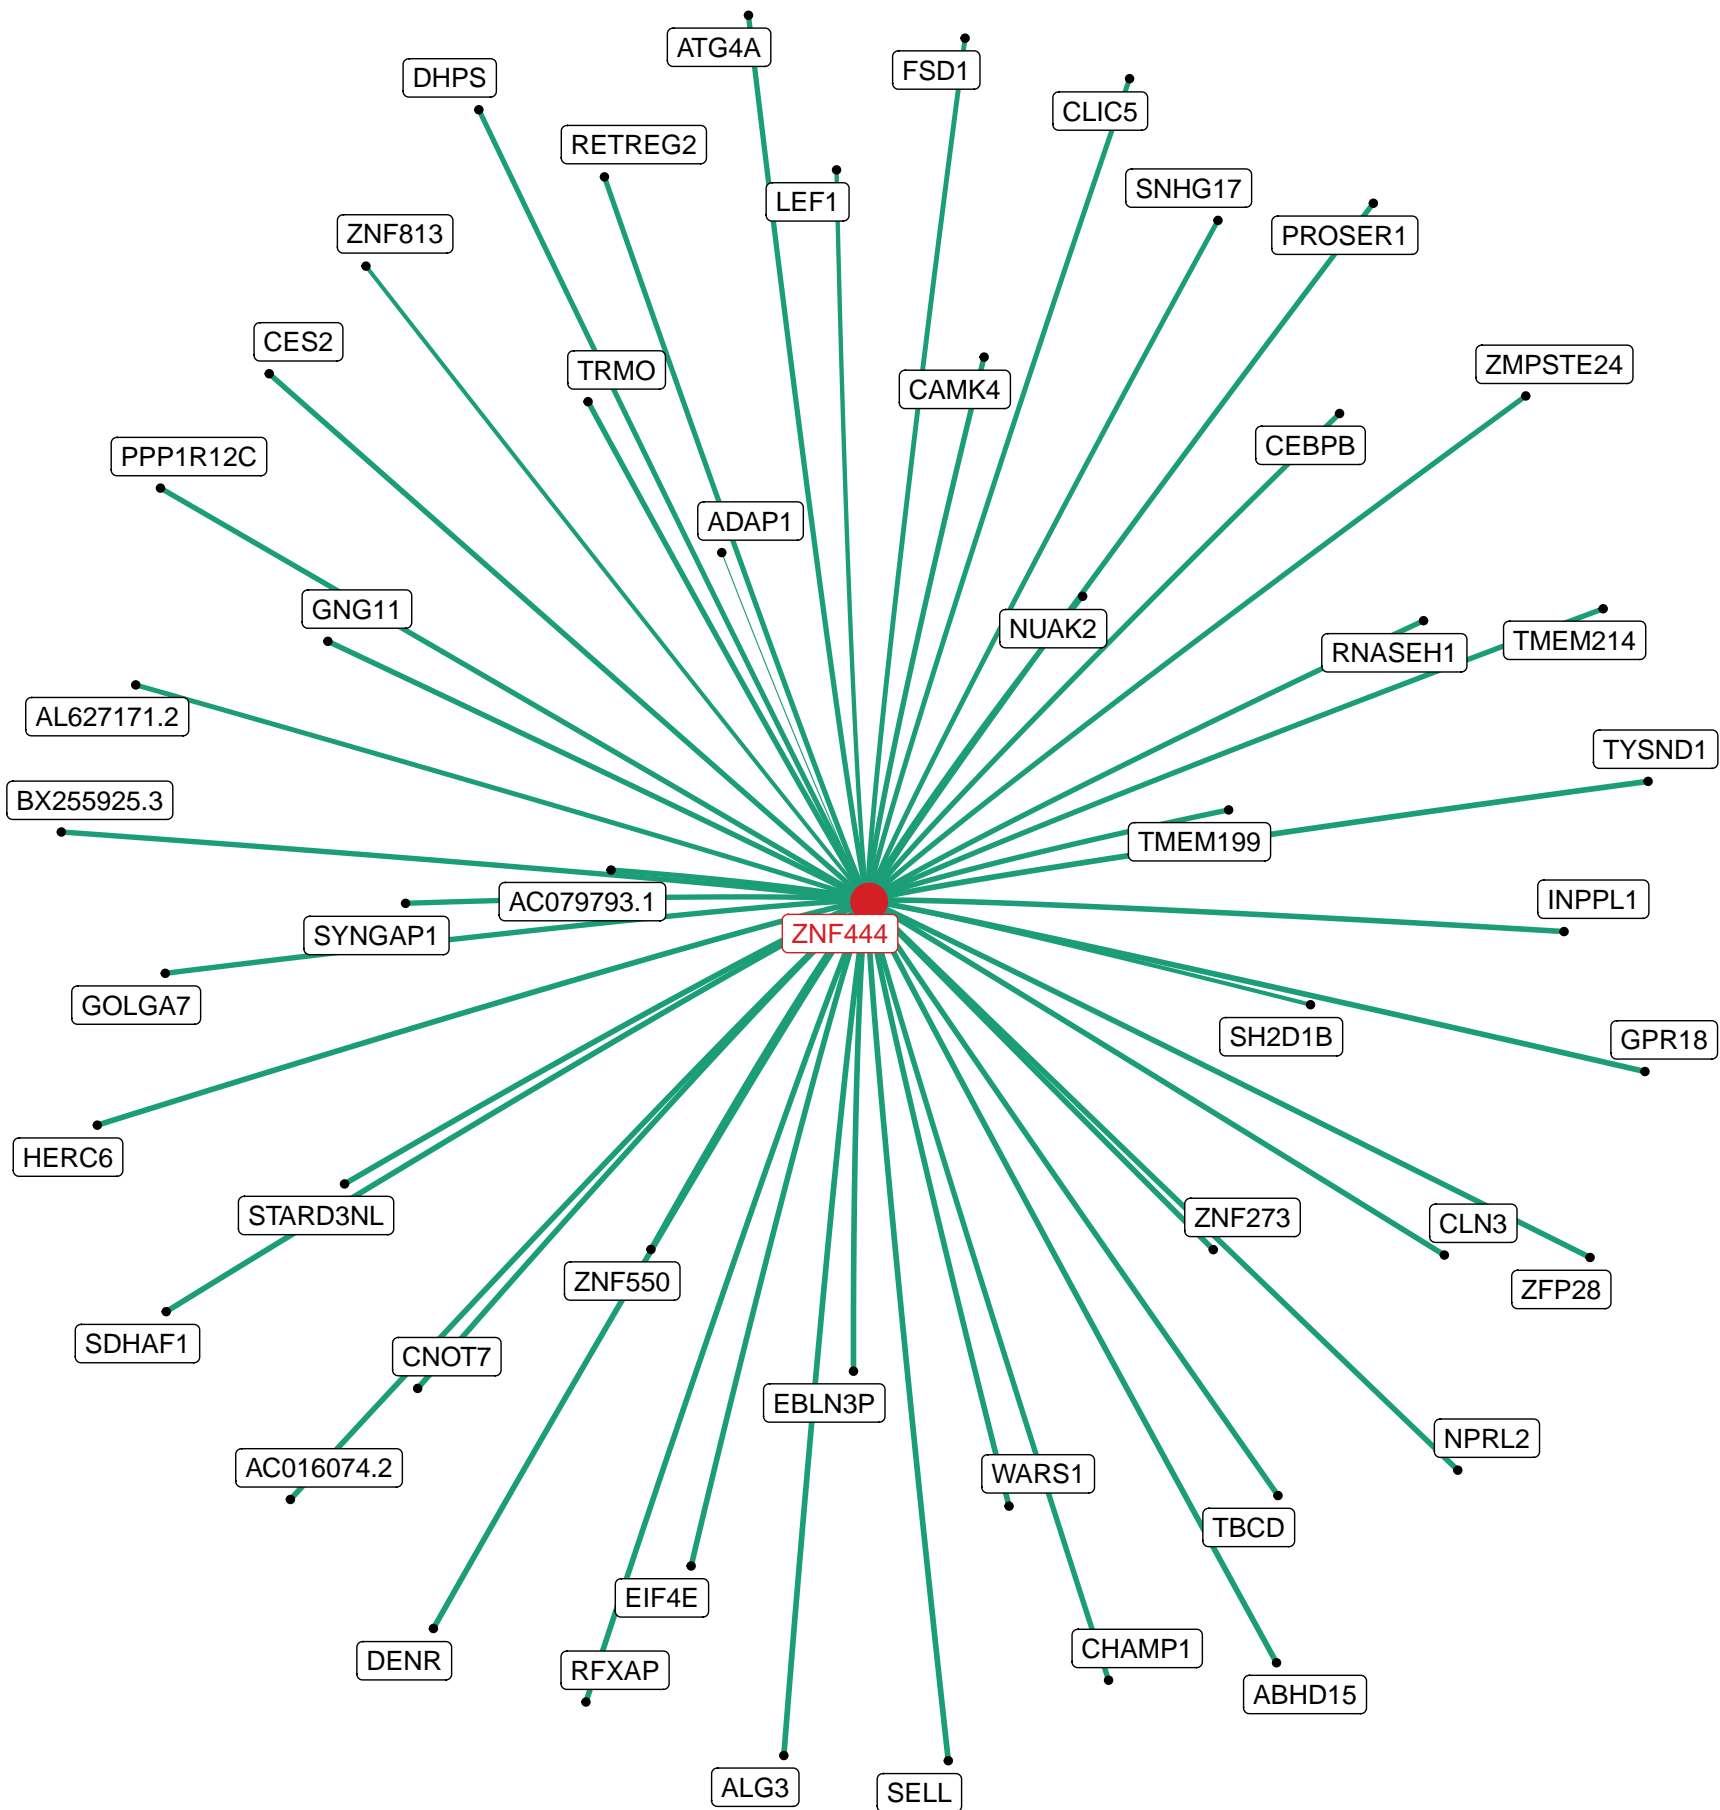 ATG4A
FSD1
DHPS
CLIC5
RETREG2
SNHG17
LEF1
ZNF813
PROSER1
CES2
TRMO
ZMPSTE24
CAMK4
CEBPB
PPP1R12C
ADAP1
GNG11
NUAK2
TMEM214
RNASEH1
AL627171.2
TYSND1
BX255925.3
TMEM199
INPPL1
AC079793.1
ZNF444
SYNGAP1
GOLGA7
SH2D1B
GPR18
HERC6
STARD3NL
ZNF273
CLN3
ZNF550
ZFP28
SDHAF1
CNOT7
EBLN3P
NPRL2
AC016074.2
WARS1
TBCD
EIF4E
CHAMP1
DENR
RFXAP
ABHD15
ALG3
SELL